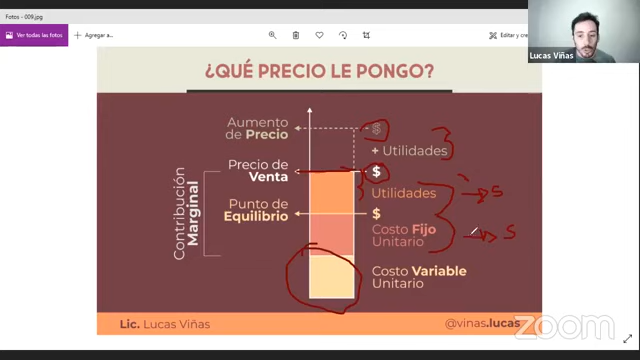 Fotos - 009.jpg
Ver todas las fotos
Agregar a...
Editar y cre
Lucas Viñas
¿QUÉ PRECIO LE PONGO?
Aumento
de Precio
$
+ Utilidades
Precio de
Venta
$
Utilidades
S
Contribución
Marginal
Punto de
Equilibrio
$
Costo Fijo
Unitario
S
Costo Variable
Unitario
Lic. Lucas Viñas
@vinas.lucas
zoom